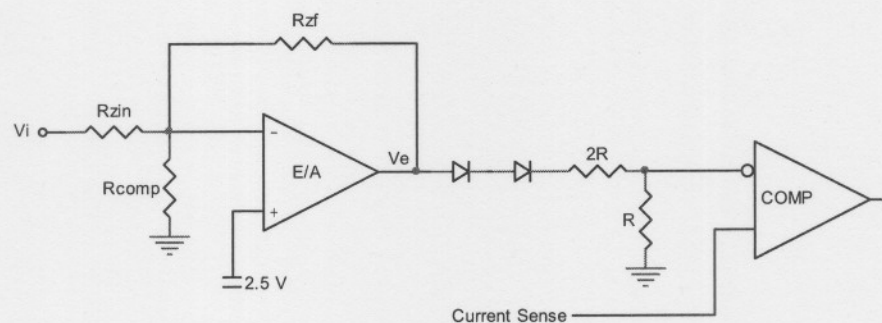 Rzf
Rzin
Vi
Ve
2R
E/A
COMP
Rcomp
R
2.5 V
Current Sense